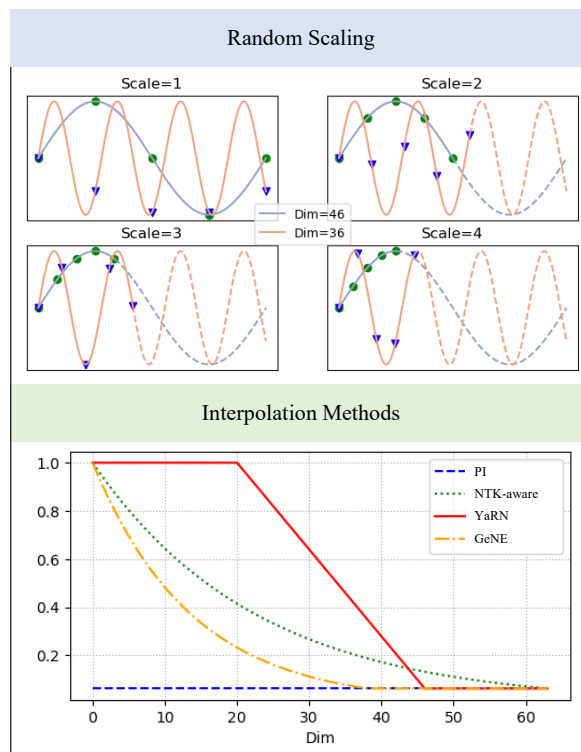 Random Scaling
Scale=1
Scale=2
Dim=46
Dim=36
Scale=3
Scale=4
Interpolation Methods
1.0
0.8
0.6
0.4
0.2
PI
NTK-aware
YaRN
GeNE
0 10 20 30 40 50 60
Dim